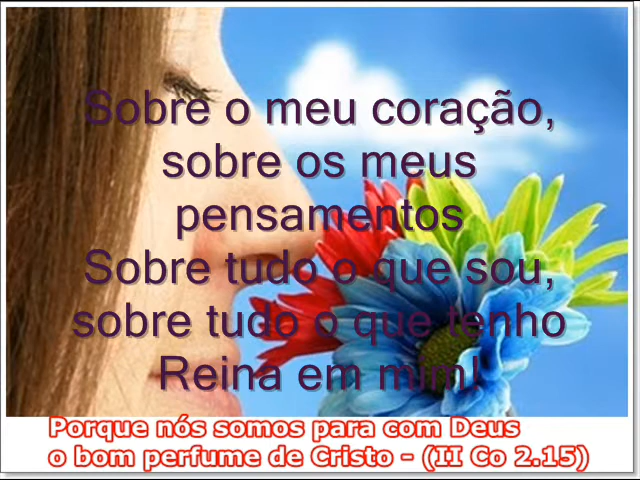 Sobre o meu coração,
sobre os meus
pensamentos
Sobre tudo o que sou,
sobre tudo o que tenho
Reina em mim!
Porque nós somos para com Deus
o bom perfume de Cristo - (II Co 2.15)